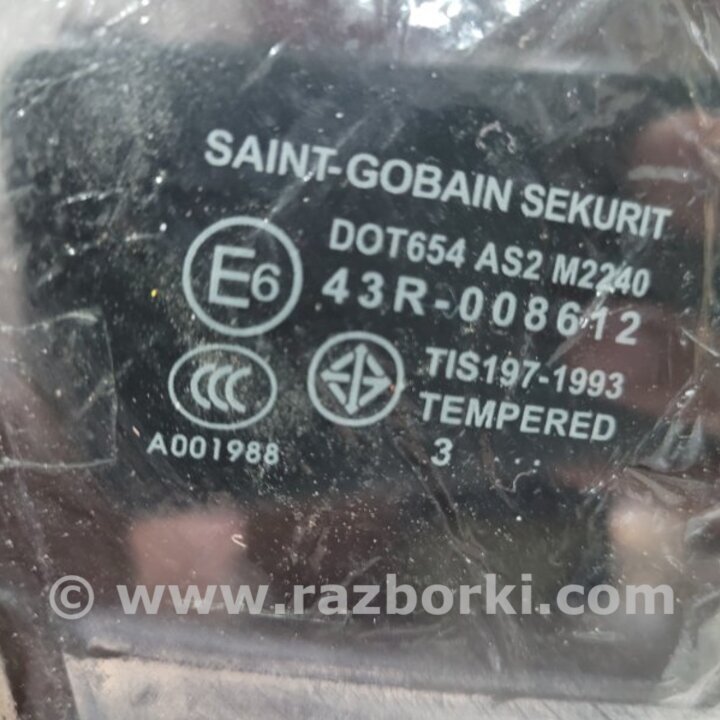 SAINT-GOBAIN SEKURIT
DOT654 AS2 M2240
E6 43R-008612
CCC TIS197-1993
TEMPERED
A001988 3 ..
© www.razborki.com